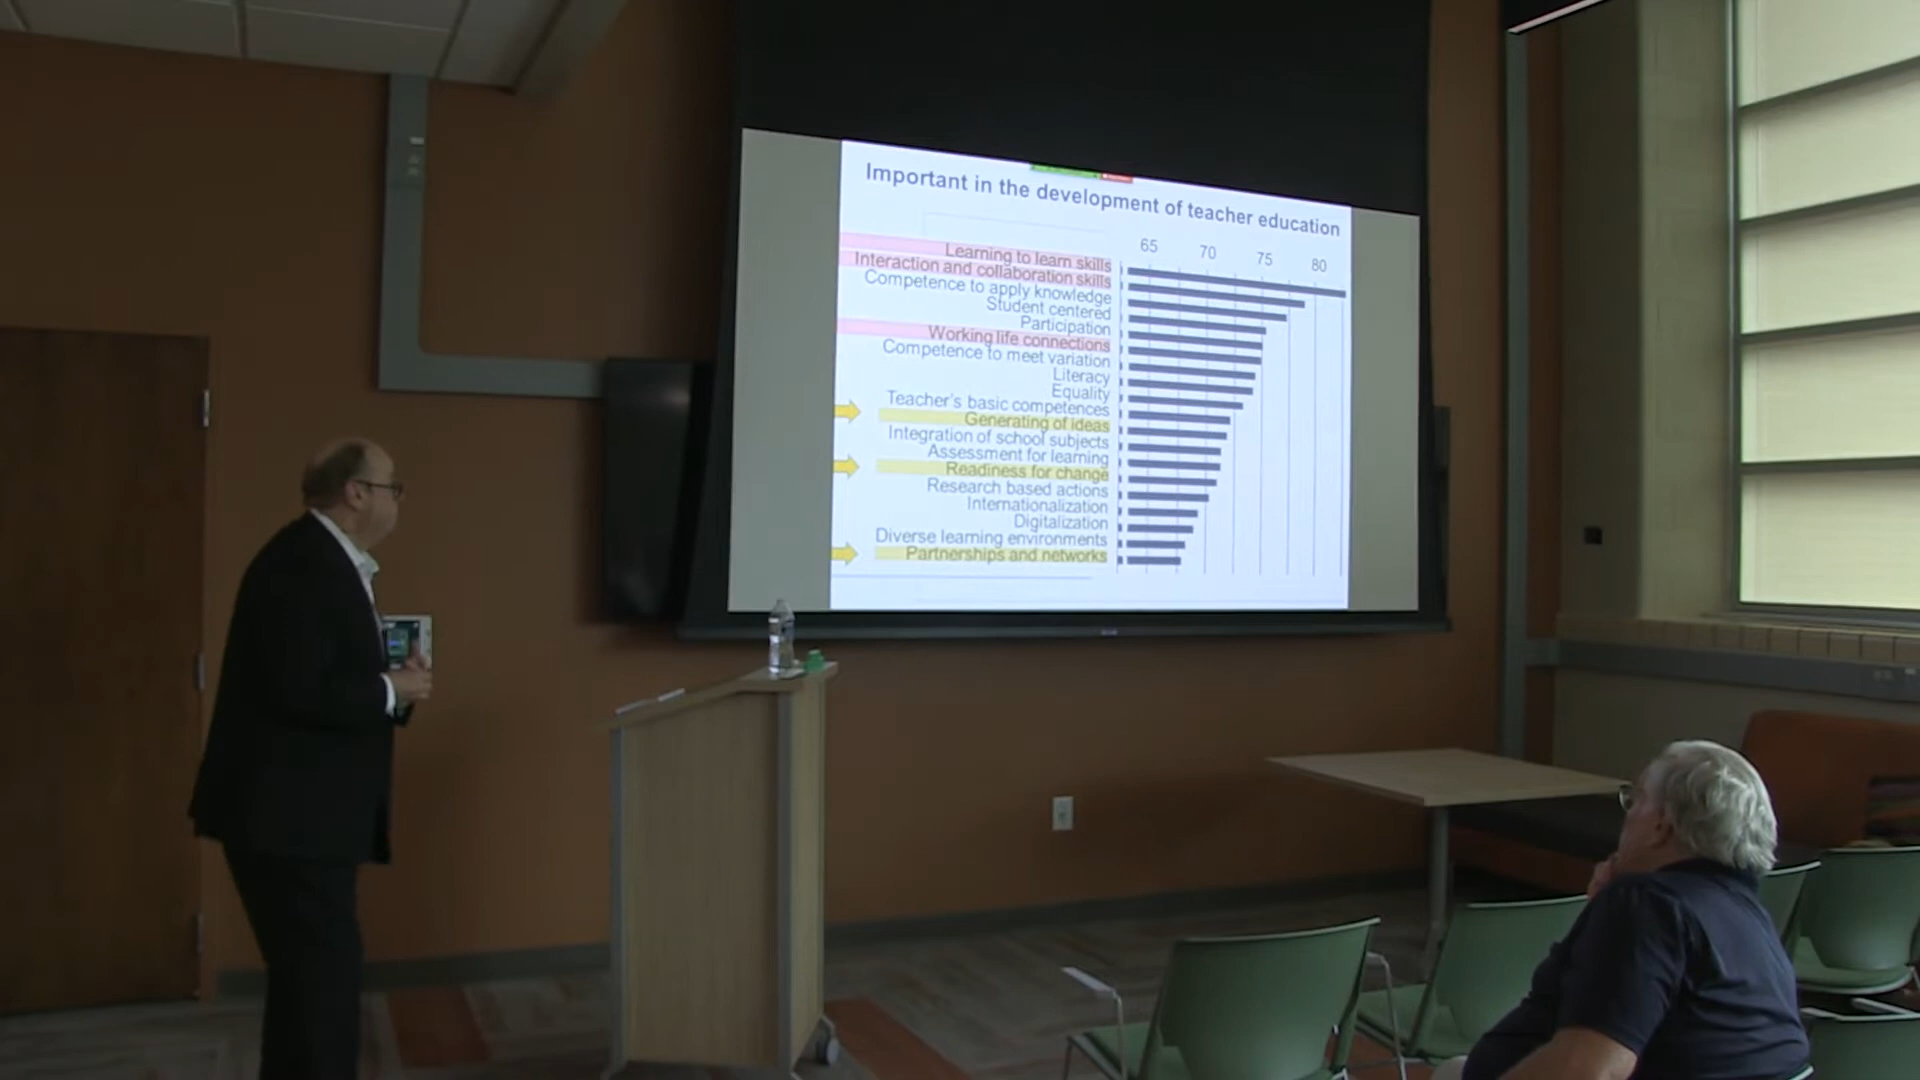 Important in the development of teacher education
65 70 75 80
Learning to learn skills
Interaction and collaboration skills
Competence to apply knowledge
Student centered
Participation
Working life connections
Competence to meet variation
Literacy
Equality
Teacher's basic competences
Generating of ideas
Integration of school subjects
Assessment for learning
Readiness for change
Research based actions
Internationalization
Digitalization
Diverse learning environments
Partnerships and networks